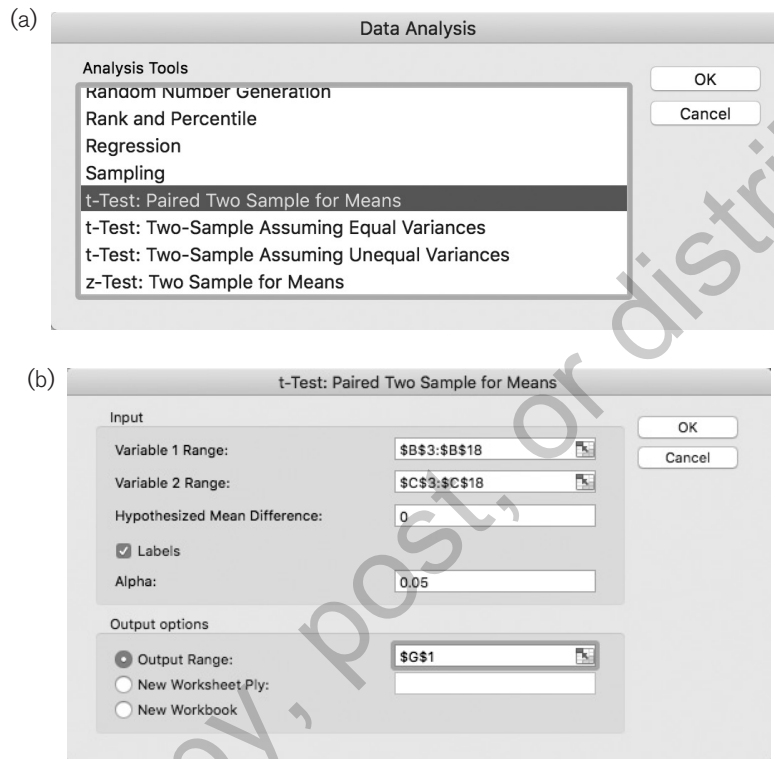 (a)
Data Analysis
Analysis Tools
Random Number Generation
Rank and Percentile
Regression
Sampling
t-Test: Paired Two Sample for Means
t-Test: Two-Sample Assuming Equal Variances
t-Test: Two-Sample Assuming Unequal Variances
z-Test: Two Sample for Means
OK
Cancel
(b)
t-Test: Paired Two Sample for Means
Input
Variable 1 Range: $B$3:$B$18
Variable 2 Range: $C$3:$C$18
Hypothesized Mean Difference: 0
Labels
Alpha: 0.05
Output options
Output Range: $G$1
New Worksheet Ply:
New Workbook
OK
Cancel
post, or